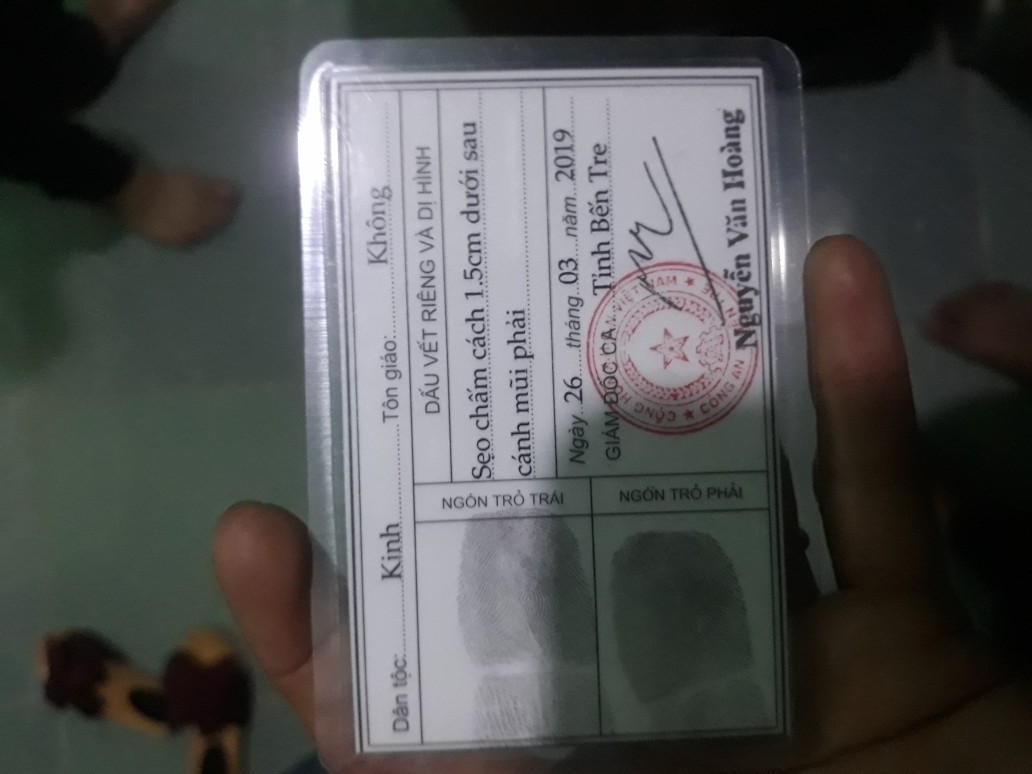 Dân tộc: Kinh Tôn giáo: Không
DẤU VẾT RIÊNG VÀ DỊ HÌNH
Sẹo chấm cách 1.5cm dưới sau
cánh mũi phải
Ngày 26 tháng 03 năm 2019
GIÁM ĐỐC CA Tỉnh Bến Tre
Nguyễn Văn Hoàng
NGÓN TRỎ TRÁI
NGÓN TRỎ PHẢI